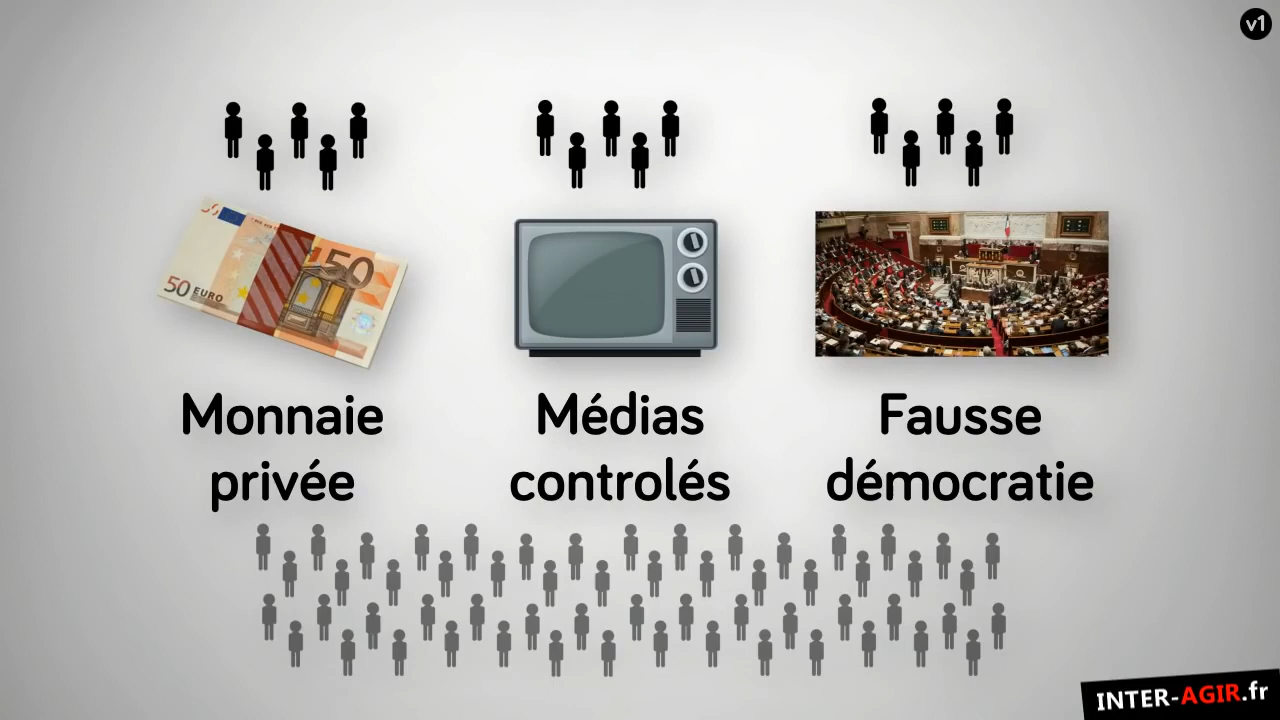 v1
50 EURO
50
Monnaie
privée
Médias
controlés
Fausse
démocratie
INTER-AGIR.fr